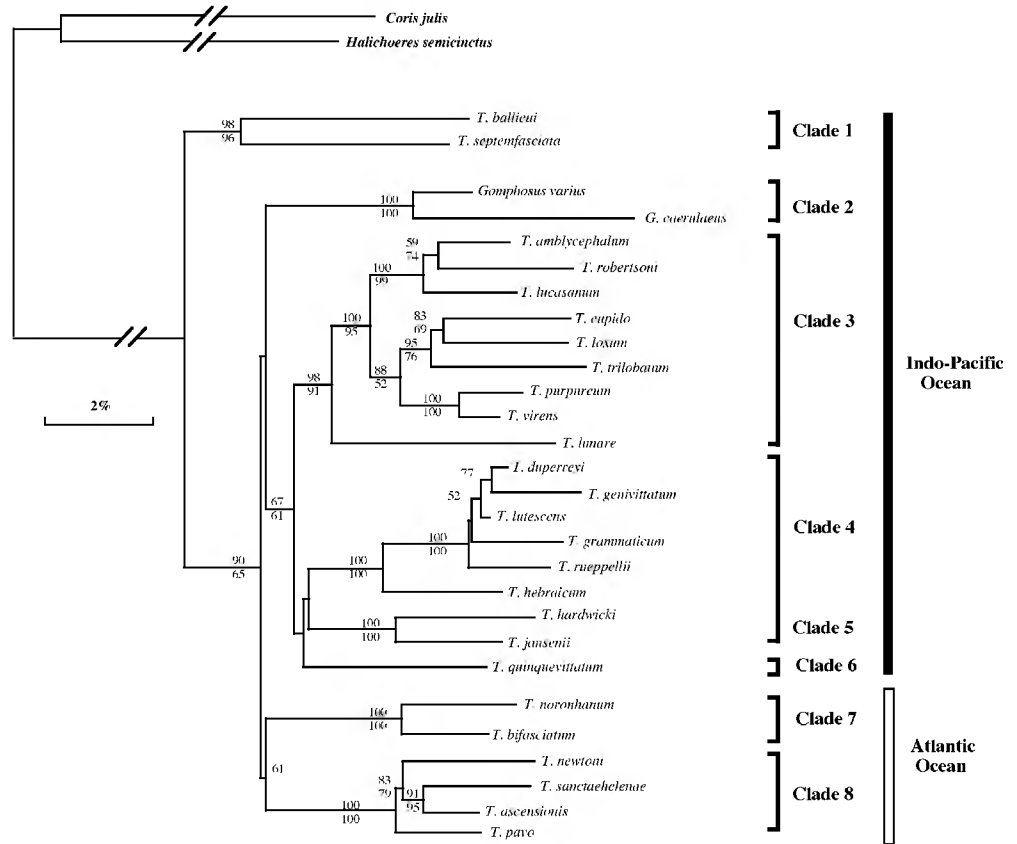 Coris julis
Halichoeres semicinctus
T. ballieui
98
96
Clade 1
T. septemfasciata
Gomphosus varius
100
100
Clade 2
G. caerulaeus
59
74
T. amblycephalum
100
99
T. robertsoni
T. lucasanum
Clade 3
100
95
83
69
T. cupido
95
76
T. loxum
T. trilobatum
88
52
98
91
T. purpureum
100
100
T. virens
Indo-Pacific
Ocean
2%
T. lunare
77
T. duperreyi
52
T. genivittatum
67
61
T. lutescens
Clade 4
100
100
T. grammaticum
90
65
100
100
T. rueppellii
T. hebraicum
T. hardwicki
100
100
Clade 5
T. jansenii
T. quinquevittatum
Clade 6
T. noronhanum
100
100
Clade 7
T. bifasciatum
Atlantic
Ocean
61
T. newtoni
83
79
91
95
T. sanctaehelenae
Clade 8
100
100
T. ascensionis
T. pavo